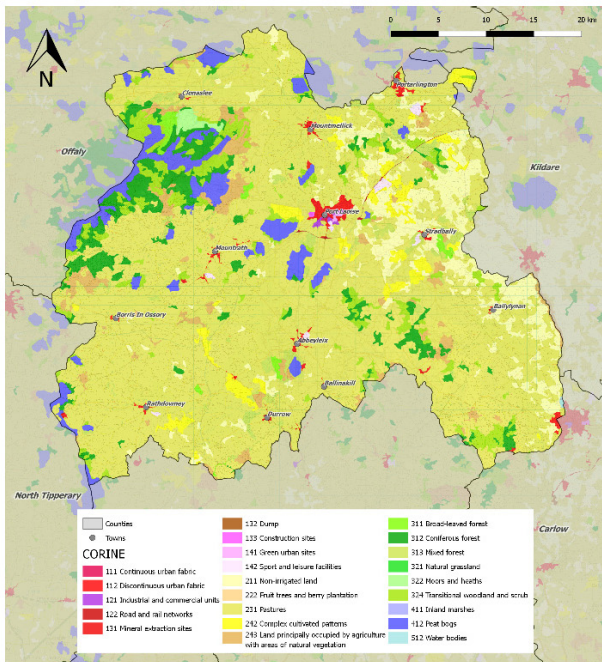 0 5 10 15 20 km
N
Clonaslee
Portarlington
Mountmellick
Offaly
Kildare
Portlaoise
Stradbally
Mountrath
Borris-In Ossory
Ballylynan
Abbeyleix
Ballinakill
Rathdowney
Durrow
North Tipperary
Carlow
Counties
Towns
CORINE
111 Continuous urban fabric
112 Discontinuous urban fabric
121 Industrial and commercial units
122 Road and rail networks
131 Mineral extraction sites
132 Dump
133 Construction sites
141 Green urban sites
142 Sport and leisure facilities
211 Non-irrigated land
222 Fruit trees and berry plantation
231 Pastures
242 Complex cultivated patterns
243 Land principally occupied by agriculture
with areas of natural vegetation
311 Broad-leaved forest
312 Coniferous forest
313 Mixed forest
321 Natural grassland
322 Moors and heaths
324 Transitional woodland and scrub
411 Inland marshes
412 Peat bogs
512 Water bodies